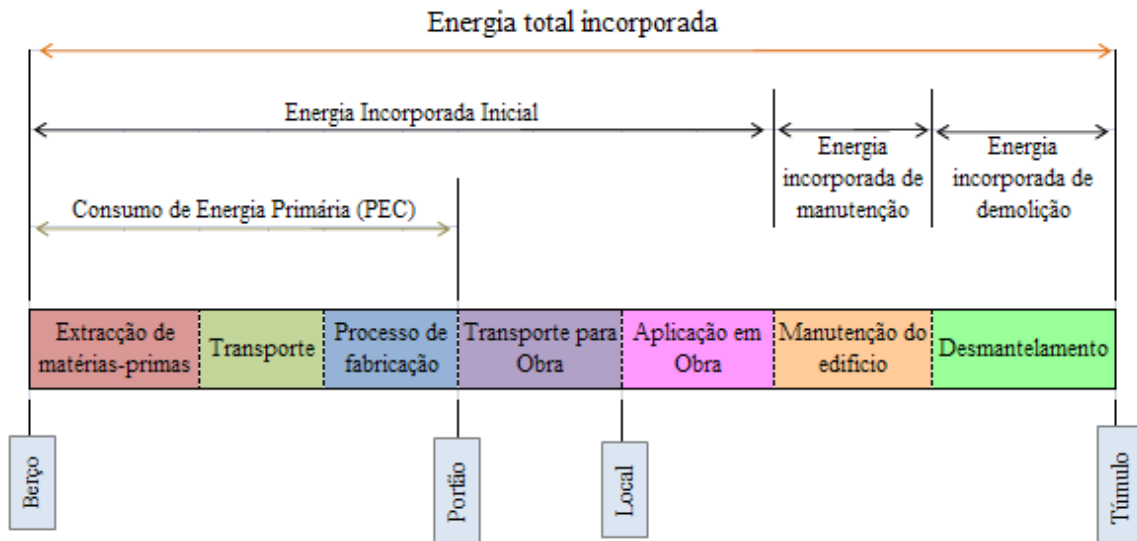 Energia total incorporada
Energia Incorporada Inicial
Energia
incorporada de
manutenção
Energia
incorporada de
demolição
Consumo de Energia Primária (PEC)
Extracção de
matérias-primas
Transporte
Processo de
fabricação
Transporte para
Obra
Aplicação em
Obra
Manutenção do
edifício
Desmantelamento
Berço
Portão
Local
Túmulo